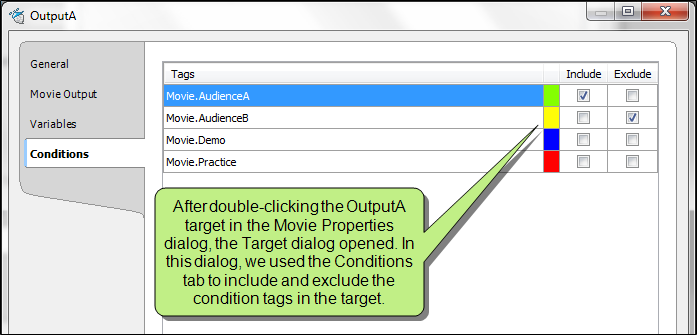 OutputA
General
Movie Output
Variables
Conditions
Tags Include Exclude
Movie.AudienceA
Movie.AudienceB
Movie.Demo
Movie.Practice
After double-clicking the OutputA
target in the Movie Properties
dialog, the Target dialog opened. In
this dialog, we used the Conditions
tab to include and exclude the
condition tags in the target.